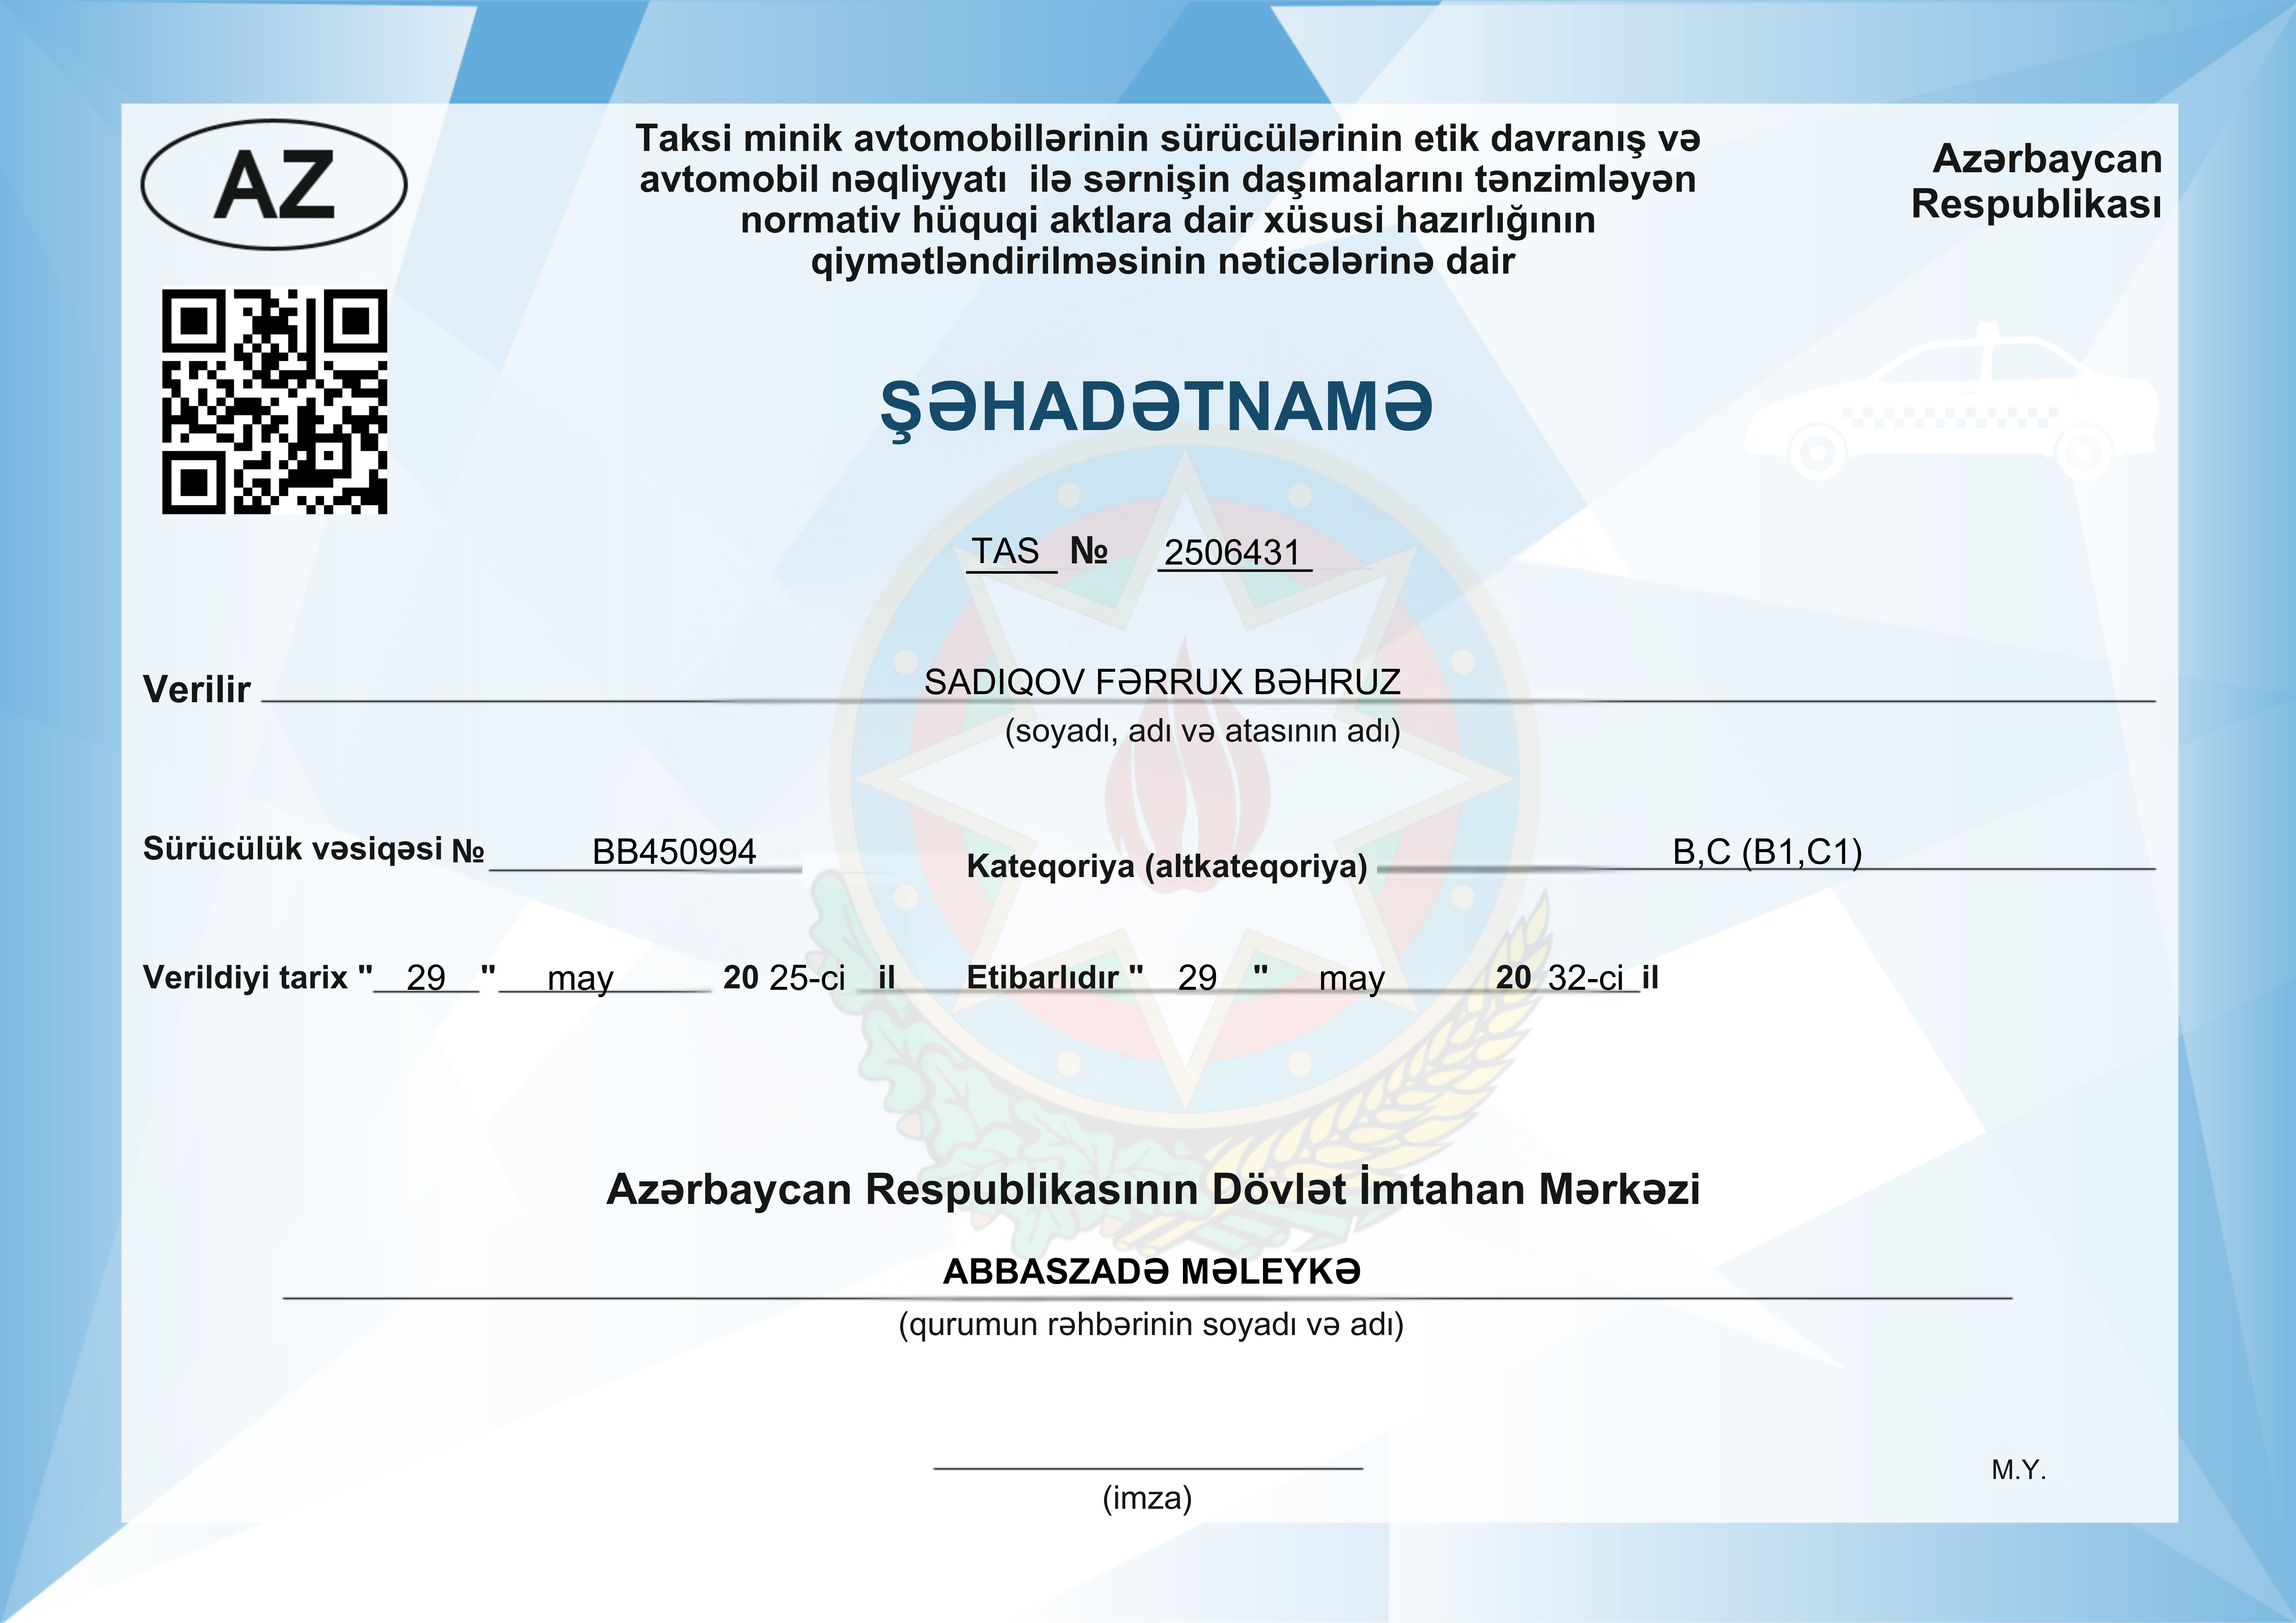 AZ
Taksi minik avtomobillərinin sürücülərinin etik davranış və
avtomobil nəqliyyatı ilə sərnişin daşımalarını tənzimləyən
normativ hüquqi aktlara dair xüsusi hazırlığının
qiymətləndirilməsinin nəticələrinə dair
Azərbaycan
Respublikası
ŞƏHADƏTNAMƏ
TAS № 2506431
Verilir SADIQOV FƏRRUX BƏHRUZ
(soyadı, adı və atasının adı)
Sürücülük vəsiqəsi № BB450994 Kateqoriya (altkateqoriya) B,C (B1,C1)
Verildiyi tarix " 29 " may 20 25-ci il Etibarlıdır " 29 " may 20 32-ci il
Azərbaycan Respublikasının Dövlət İmtahan Mərkəzi
ABBASZADƏ MƏLEYKƏ
(qurumun rəhbərinin soyadı və adı)
M.Y.
(imza)